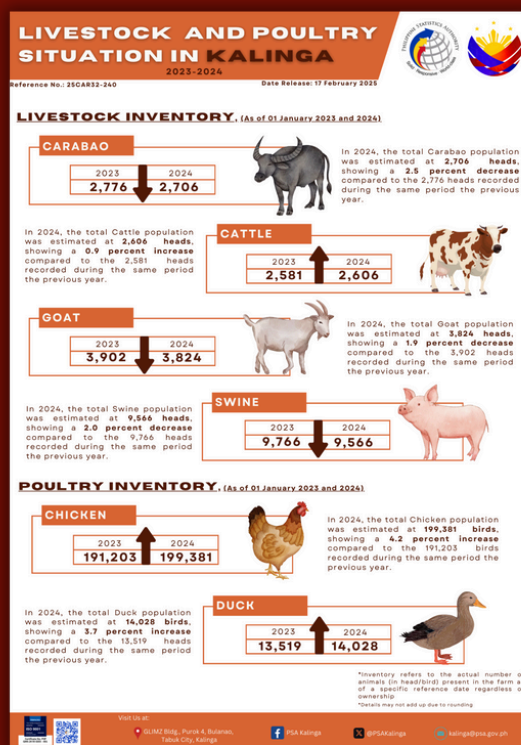 LIVESTOCK AND POULTRY
SITUATION IN KALINGA
2023-2024
Reference No.: 25CAR32-240
Date Release: 17 February 2025
LIVESTOCK INVENTORY, (As of 01 January 2023 and 2024)
CARABAO
2023 2024
2,776 2,706
In 2024, the total Carabao population
was estimated at 2,706 heads,
showing a 2.5 percent decrease
compared to the 2,776 heads recorded
during the same period the previous
year.
In 2024, the total Cattle population
was estimated at 2,606 heads,
showing a 0.9 percent increase
compared to the 2,581 heads
recorded during the same period
the previous year.
CATTLE
2023 2024
2,581 2,606
GOAT
2023 2024
3,902 3,824
In 2024, the total Goat population
was estimated at 3,824 heads,
showing a 1.9 percent decrease
compared to the 3,902 heads
recorded during the same period
the previous year.
In 2024, the total Swine population
was estimated at 9,566 heads,
showing a 2.0 percent decrease
compared to the 9,766 heads
recorded during the same period
the previous year.
SWINE
2023 2024
9,766 9,566
POULTRY INVENTORY, (As of 01 January 2023 and 2024)
CHICKEN
2023 2024
191,203 199,381
In 2024, the total Chicken population
was estimated at 199,381 birds,
showing a 4.2 percent increase
compared to the 191,203 birds
recorded during the same period the
previous year.
In 2024, the total Duck population
was estimated at 14,028 birds,
showing a 3.7 percent increase
compared to the 13,519 heads
recorded during the same period
the previous year.
DUCK
2023 2024
13,519 14,028
*Inventory refers to the actual number o
animals (in head/bird) present in the farm a
of a specific reference date regardless o
ownership
*Details may not add up due to rounding
Visit Us at:
GLIMZ Bldg., Purok 4, Bulanao,
Tabuk City, Kalinga
PSA Kalinga
@PSAKalinga
kalinga@psa.gov.ph